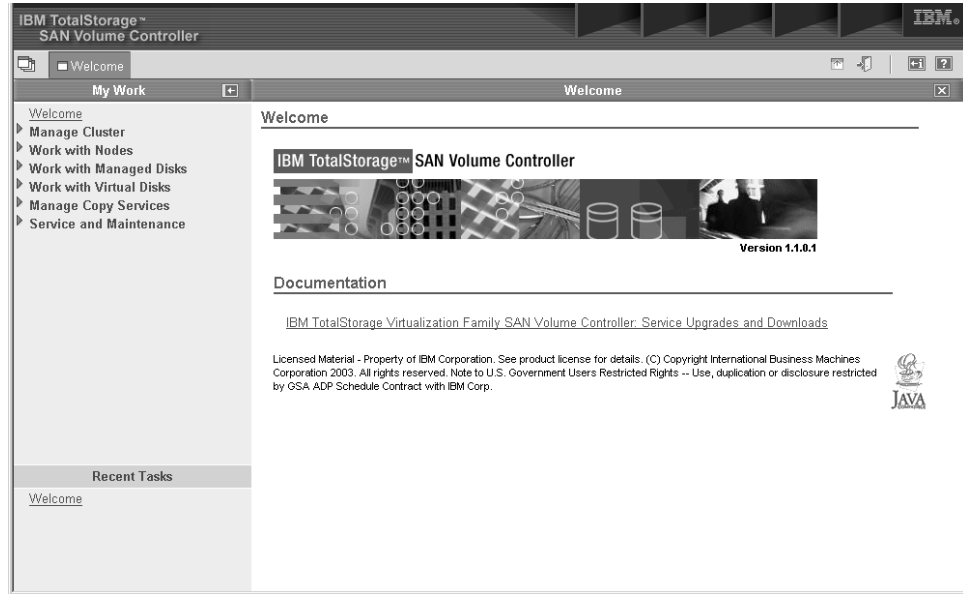 IBM TotalStorage™
SAN Volume Controller
IBM®
Welcome
My Work
Welcome
Welcome
Manage Cluster
Work with Nodes
Work with Managed Disks
Work with Virtual Disks
Manage Copy Services
Service and Maintenance
Recent Tasks
Welcome
Welcome
IBM TotalStorage™ SAN Volume Controller
Version 1.1.0.1
Documentation
IBM TotalStorage Virtualization Family SAN Volume Controller: Service Upgrades and Downloads
Licensed Material - Property of IBM Corporation. See product license for details. (C) Copyright International Business Machines
Corporation 2003. All rights reserved. Note to U.S. Government Users Restricted Rights -- Use, duplication or disclosure restricted
by GSA ADP Schedule Contract with IBM Corp.
JAVA
COMPATIBLE